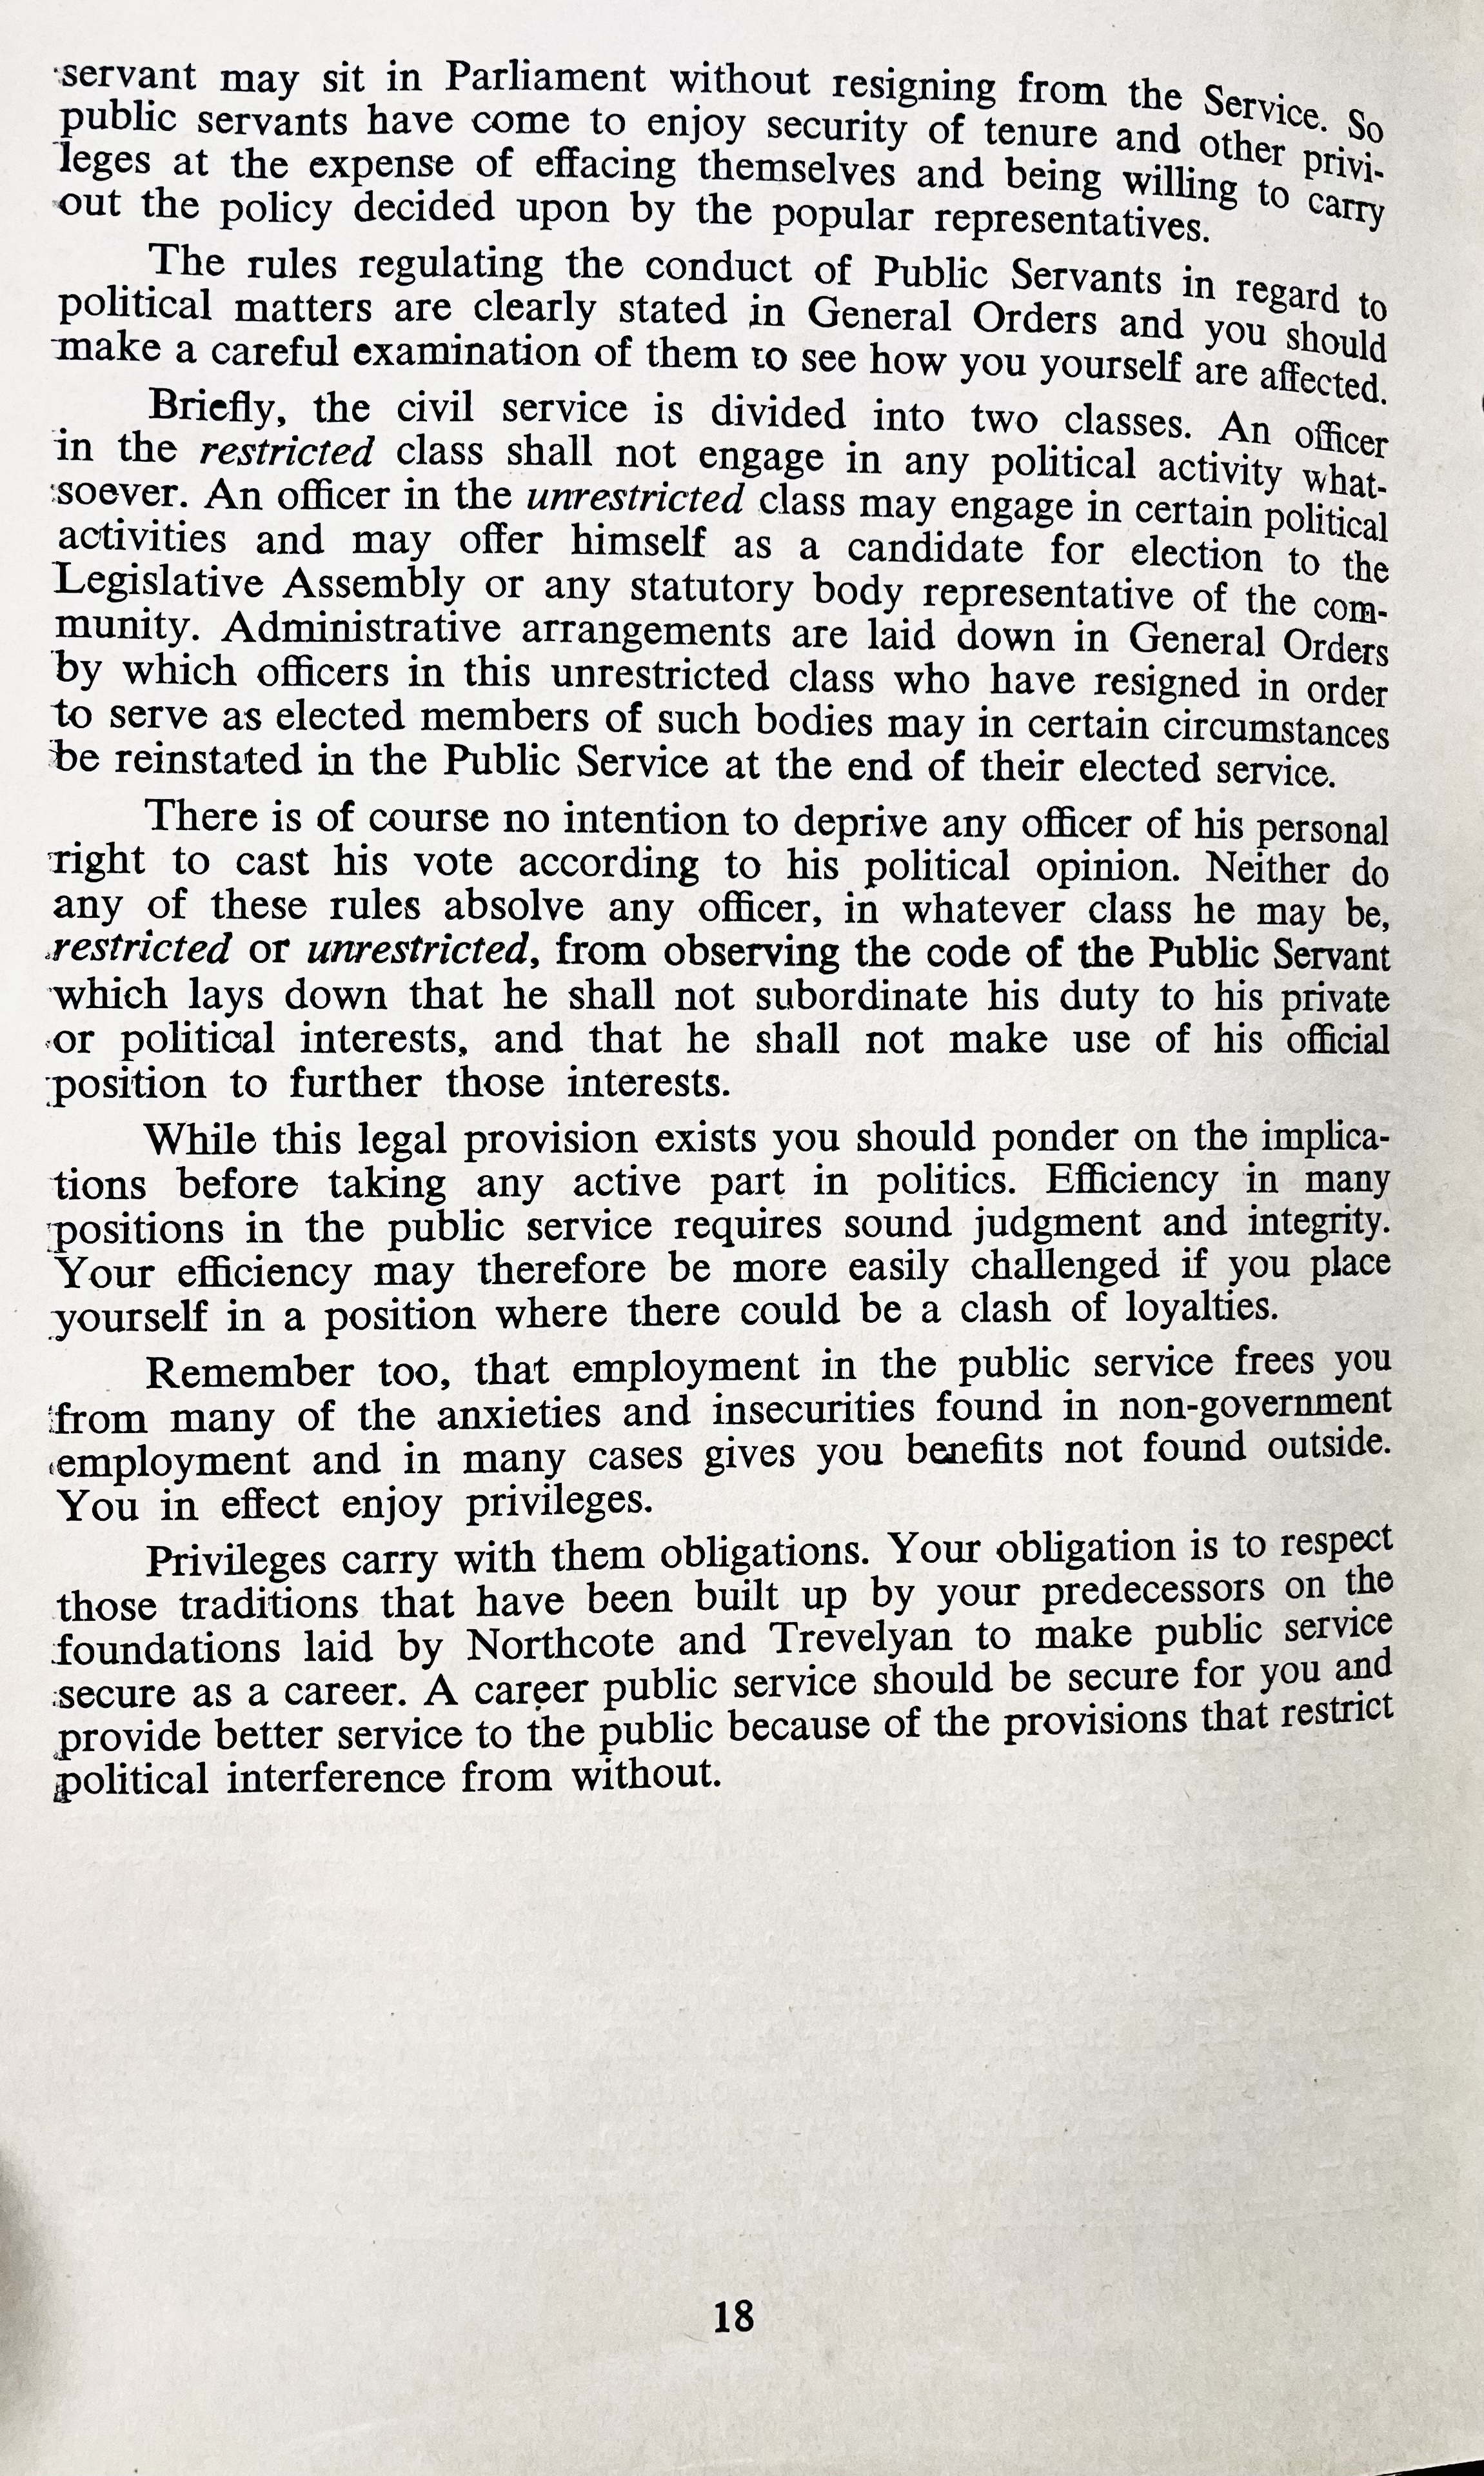 servant may sit in Parliament without resigning from the Service. So
public servants have come to enjoy security of tenure and other privi-
leges at the expense of effacing themselves and being willing to carry
out the policy decided upon by the popular representatives.
The rules regulating the conduct of Public Servants in regard to
political matters are clearly stated in General Orders and you should
make a careful examination of them to see how you yourself are affected.
Briefly, the civil service is divided into two classes. An officer
in the restricted class shall not engage in any political activity what-
soever. An officer in the unrestricted class may engage in certain political
activities and may offer himself as a candidate for election to the
Legislative Assembly or any statutory body representative of the com-
munity. Administrative arrangements are laid down in General Orders
by which officers in this unrestricted class who have resigned in order
to serve as elected members of such bodies may in certain circumstances
be reinstated in the Public Service at the end of their elected service.
There is of course no intention to deprive any officer of his personal
right to cast his vote according to his political opinion. Neither do
any of these rules absolve any officer, in whatever class he may be,
restricted or unrestricted, from observing the code of the Public Servant
which lays down that he shall not subordinate his duty to his private
or political interests, and that he shall not make use of his official
position to further those interests.
While this legal provision exists you should ponder on the implica-
tions before taking any active part in politics. Efficiency in many
positions in the public service requires sound judgment and integrity.
Your efficiency may therefore be more easily challenged if you place
yourself in a position where there could be a clash of loyalties.
Remember too, that employment in the public service frees you
from many of the anxieties and insecurities found in non-government
employment and in many cases gives you benefits not found outside.
You in effect enjoy privileges.
Privileges carry with them obligations. Your obligation is to respect
those traditions that have been built up by your predecessors on the
foundations laid by Northcote and Trevelyan to make public service
secure as a career. A career public service should be secure for you and
provide better service to the public because of the provisions that restrict
political interference from without.
18